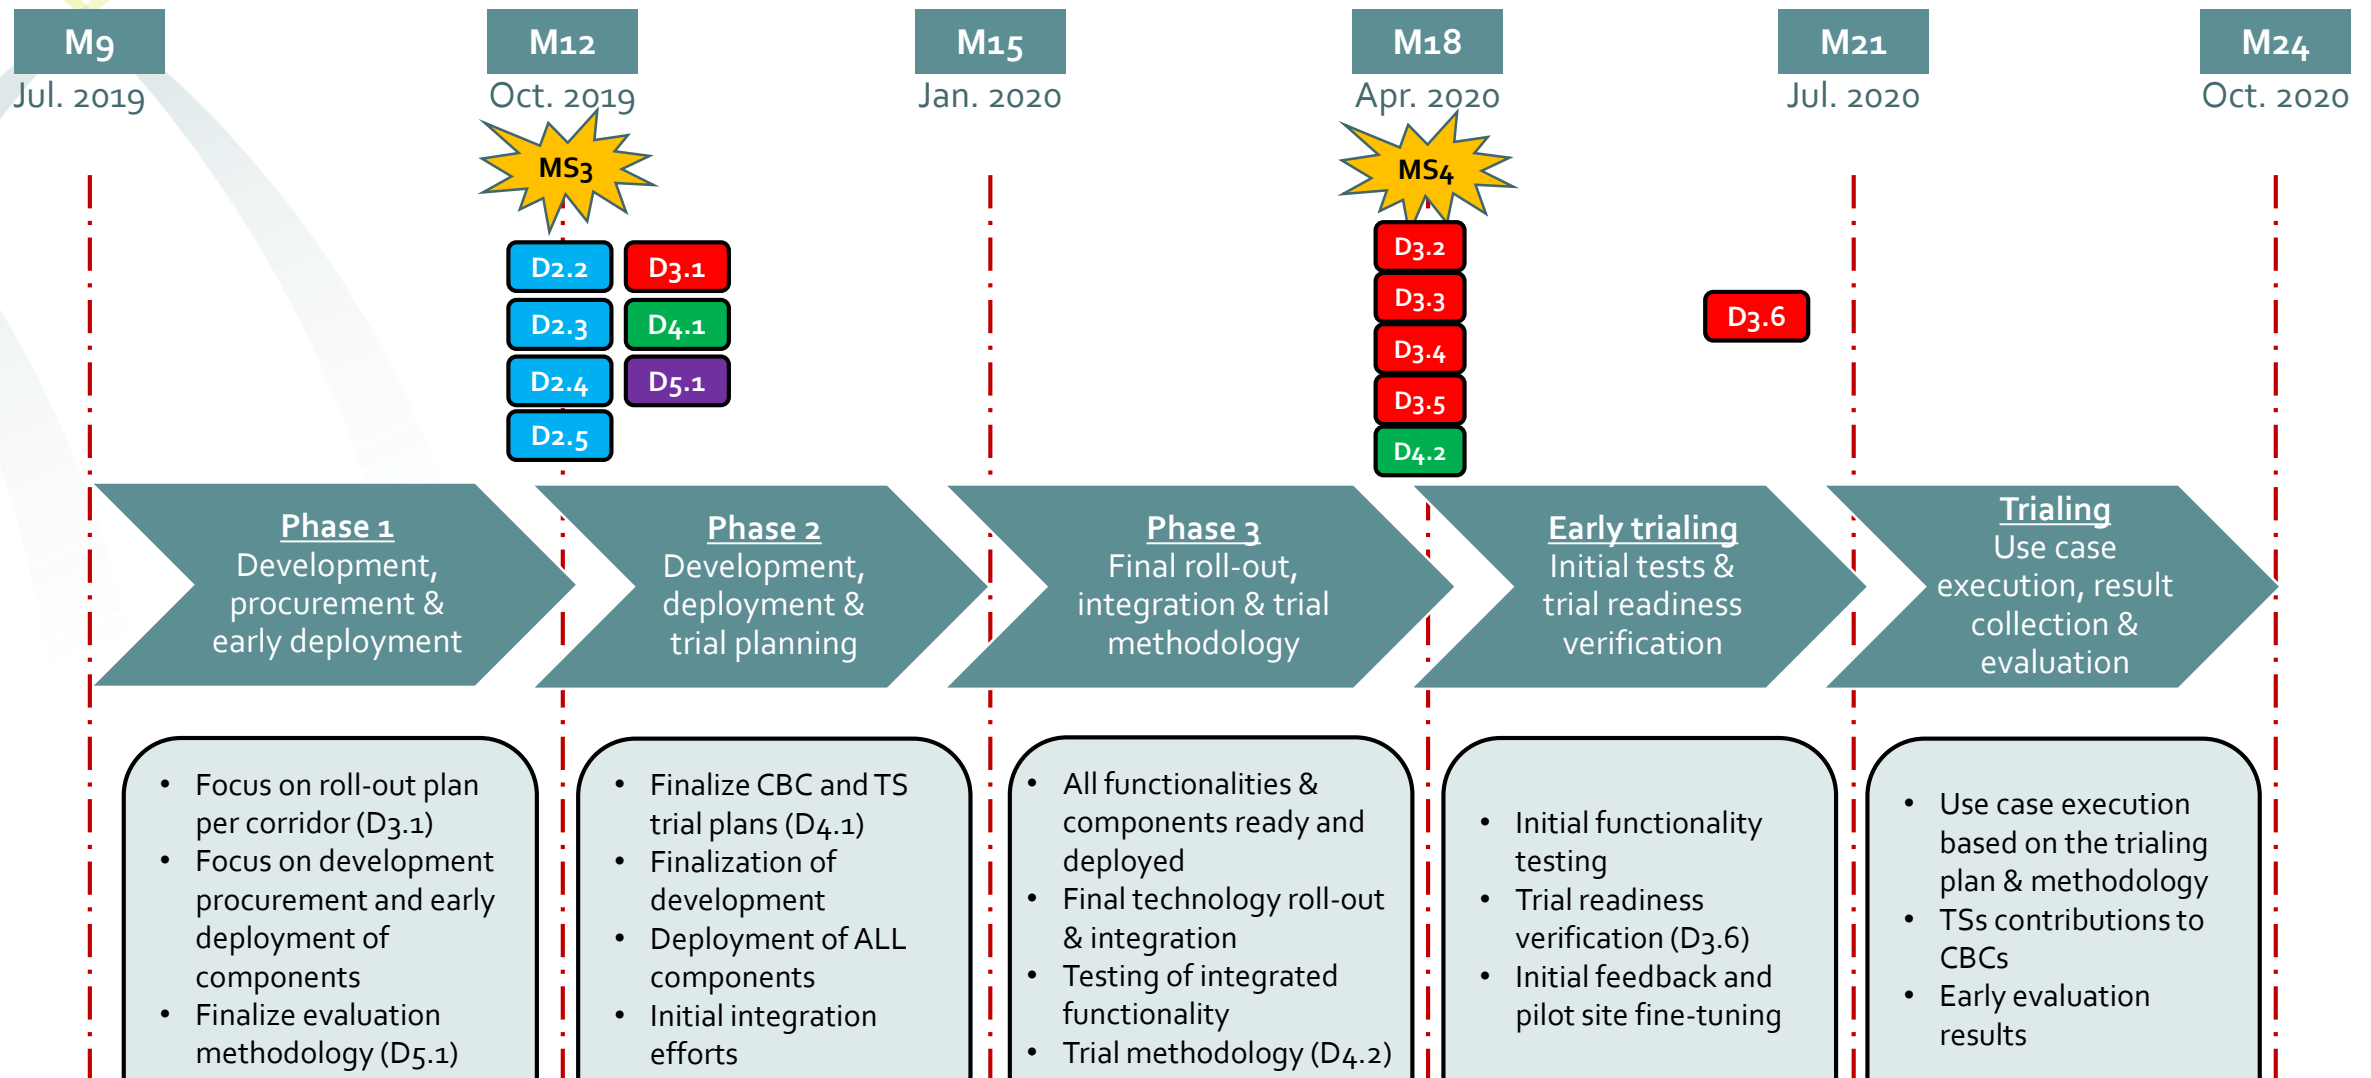 M9
M12
M15
M18
M21
M24
Jul. 2019
Oct. 2019
Jan. 2020
Apr. 2020
Jul. 2020
Oct. 2020
MS3
MS4
D2.2
D3.1
D2.3
D4.1
D2.4
D5.1
D2.5
D3.2
D3.3
D3.4
D3.5
D4.2
D3.6
Phase 1
Development,
procurement &
early deployment
Phase 2
Development,
deployment &
trial planning
Phase 3
Final roll-out,
integration & trial
methodology
Early trialing
Initial tests &
trial readiness
verification
Trialing
Use case
execution, result
collection &
evaluation
• Focus on roll-out plan
per corridor (D3.1)
• Focus on development
procurement and early
deployment of
components
• Finalize evaluation
methodology (D5.1)
• Finalize CBC and TS
trial plans (D4.1)
• Finalization of
development
• Deployment of ALL
components
• Initial integration
efforts
• All functionalities &
components ready and
deployed
• Final technology roll-out
& integration
• Testing of integrated
functionality
• Trial methodology (D4.2)
• Initial functionality
testing
• Trial readiness
verification (D3.6)
• Initial feedback and
pilot site fine-tuning
• Use case execution
based on the trialing
plan & methodology
• TSs contributions to
CBCs
• Early evaluation
results